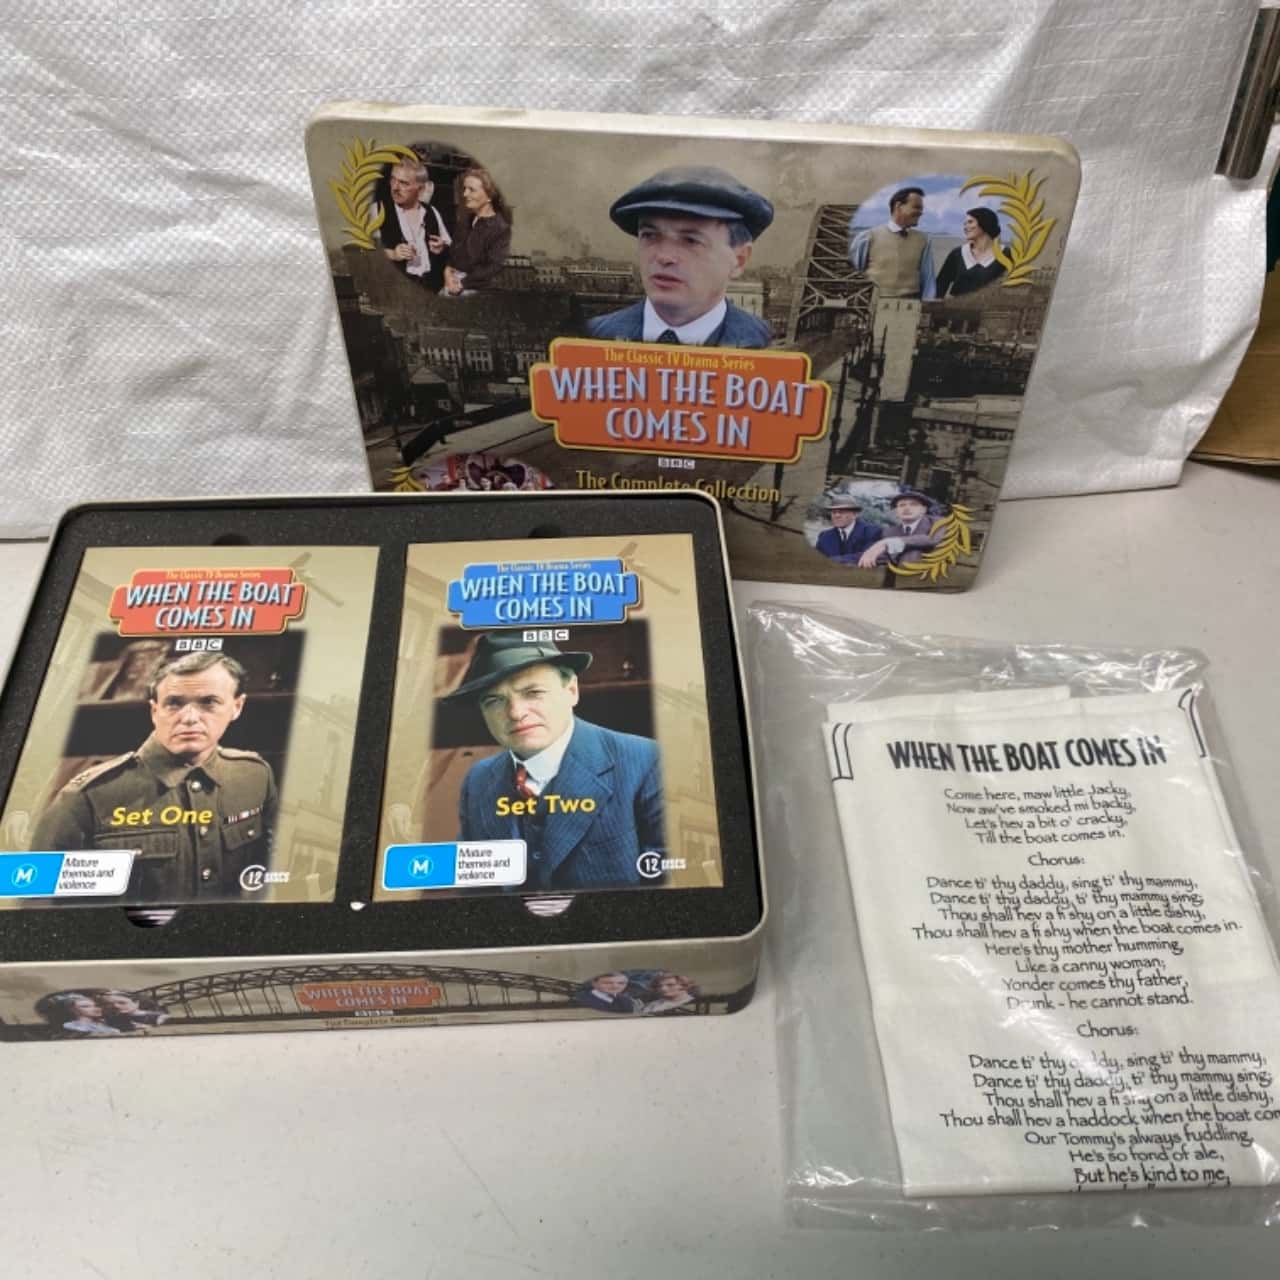 The Classic TV Drama Series
WHEN THE BOAT
COMES IN
BBC
The Complete Collection
The Classic TV Drama Series
WHEN THE BOAT
COMES IN
BBC
Set One
M
Mature
themes and
violence
12 DISCS
The Classic TV Drama Series
WHEN THE BOAT
COMES IN
BBC
Set Two
M
Mature
themes and
violence
12 DISCS
WHEN THE BOAT
COMES IN
BBC
The Complete Collection
WHEN THE BOAT COMES IN
Come here, maw little Jacky,
Now aw've smoked mi backy,
Let's hev a bit o' cracky,
Till the boat comes in.
Chorus:
Dance ti' thy daddy, sing ti' thy mammy,
Dance ti' thy daddy, ti' thy mammy sing;
Thou shall hev a fishy on a little dishy,
Thou shall hev a fishy when the boat comes in.
Here's thy mother humming,
Like a canny woman;
Yonder comes thy father,
Drunk - he cannot stand.
Chorus:
Dance ti' thy daddy, sing ti' thy mammy,
Dance ti' thy daddy, ti' thy mammy sing;
Thou shall hev a fishy on a little dishy,
Thou shall hev a haddock when the boat com
Our Tommy's always fuddling,
He's so fond of ale,
But he's kind to me,